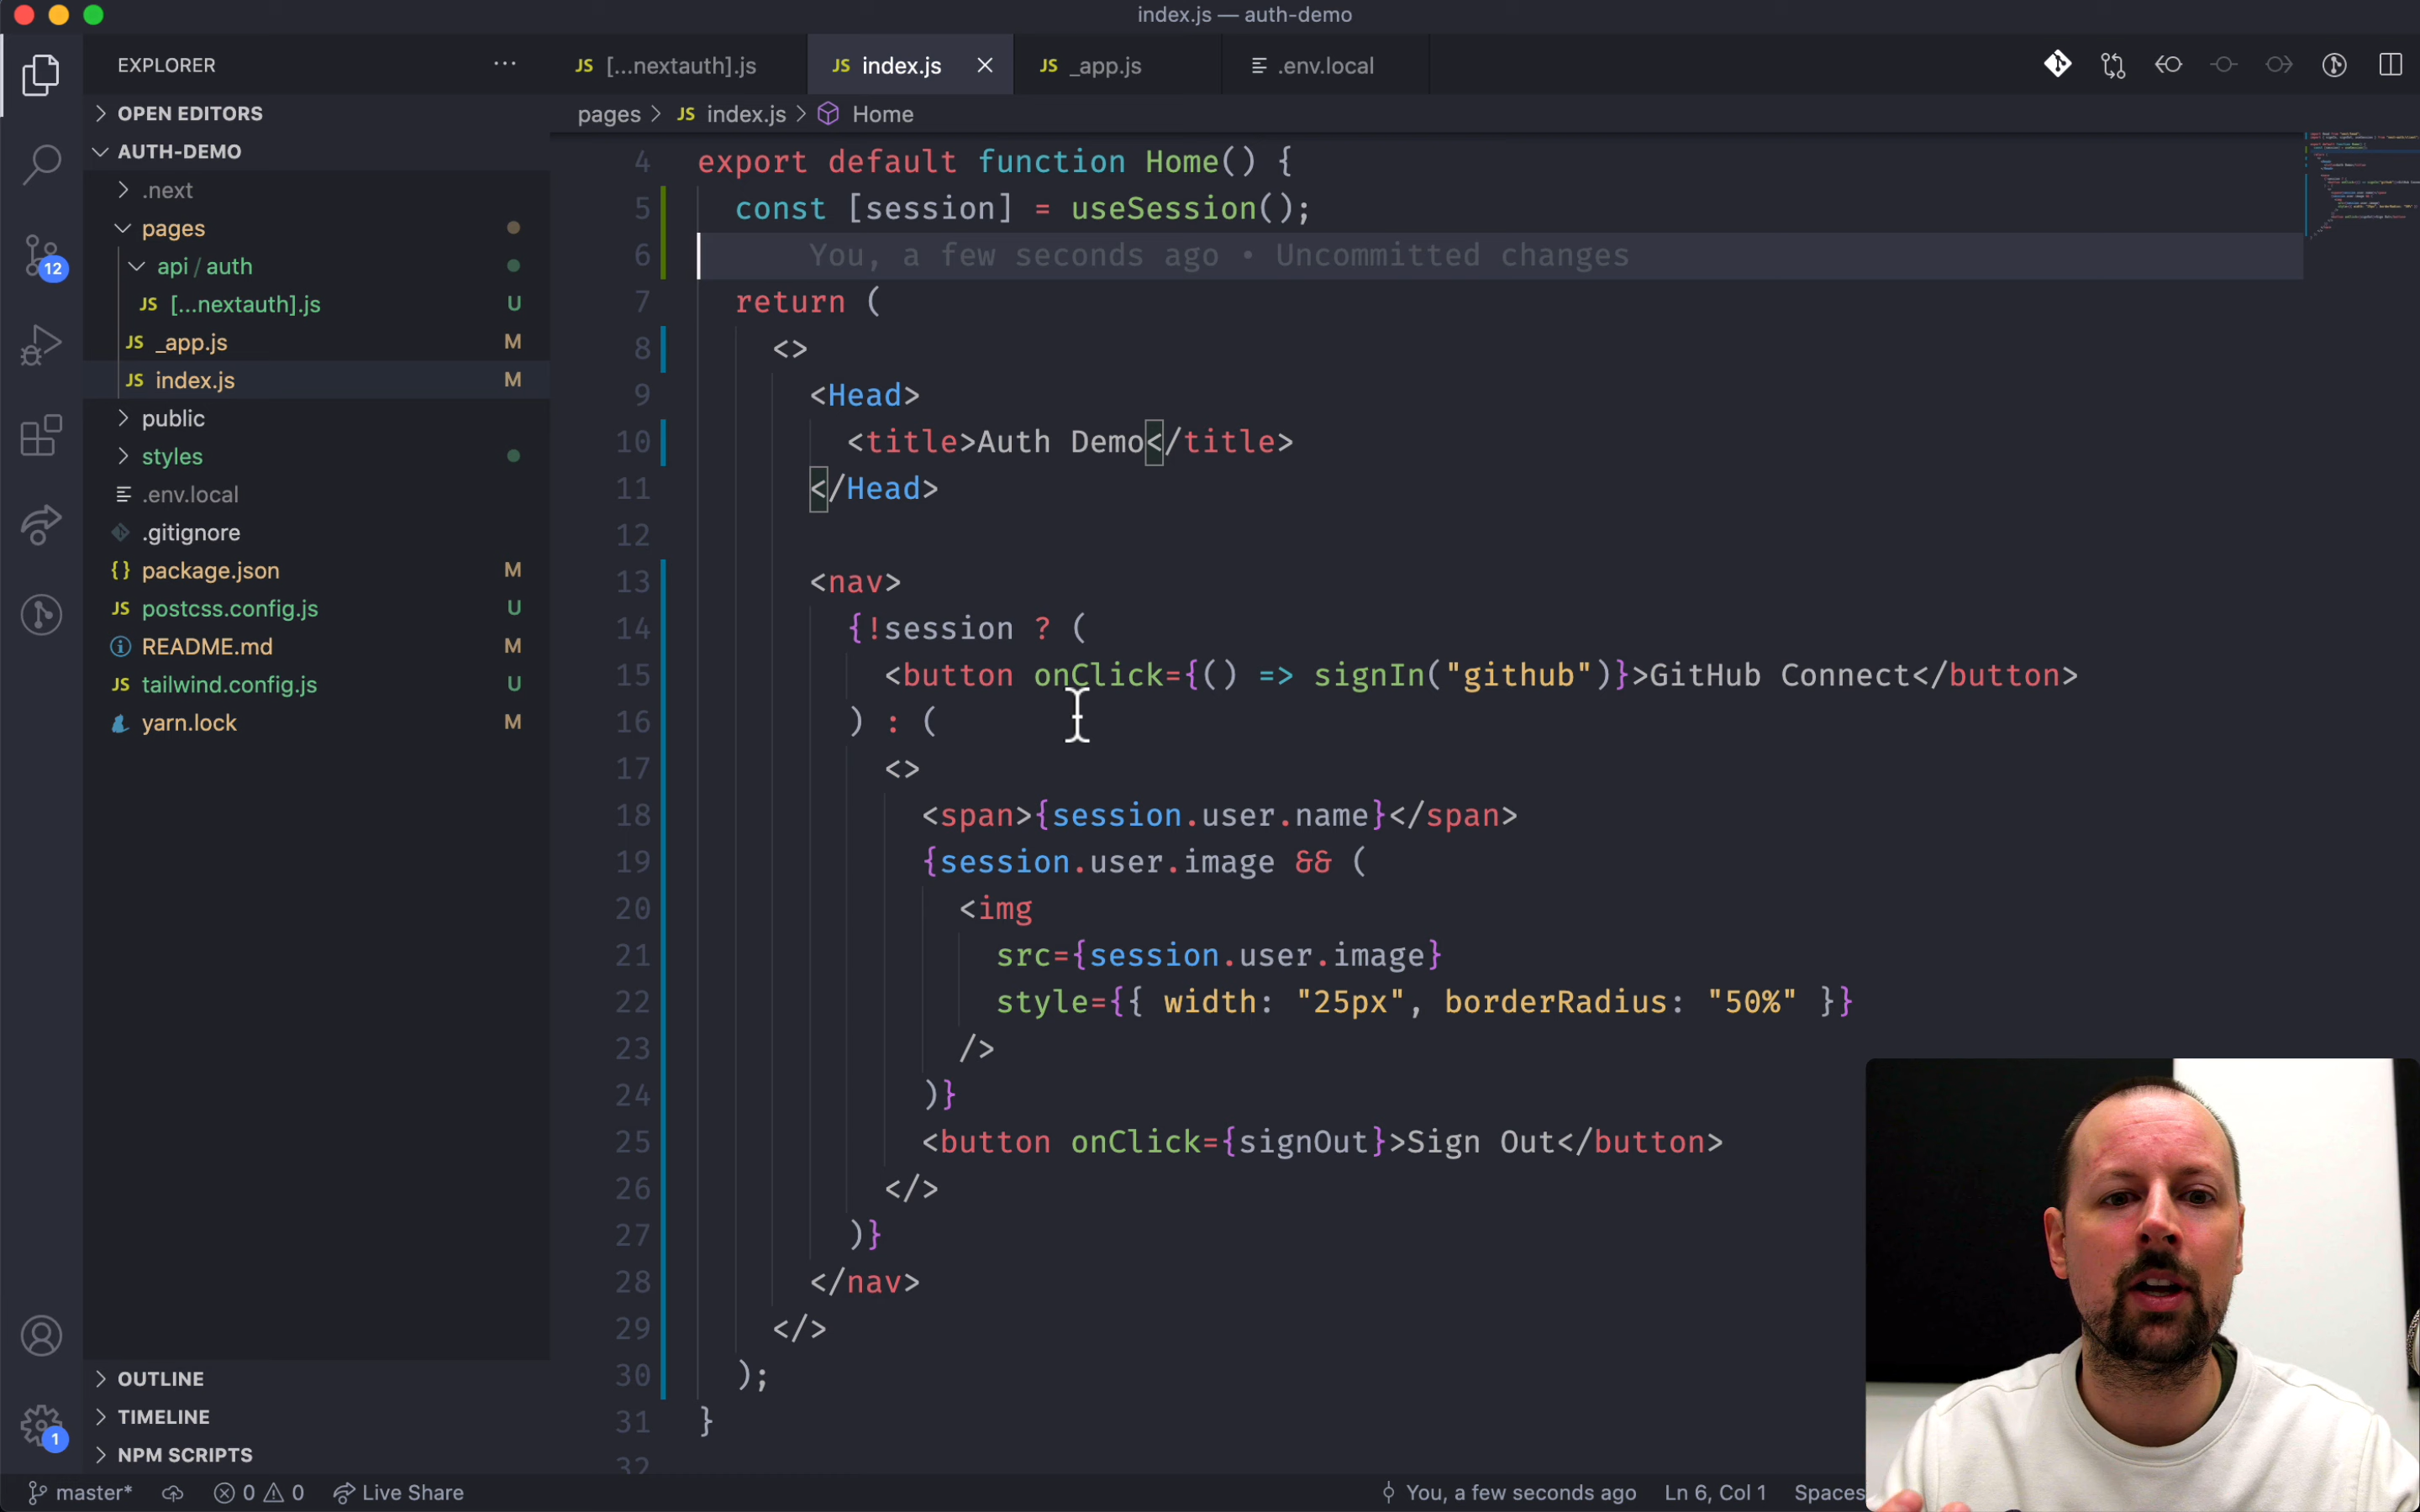 index.js — auth-demo
EXPLORER
OPEN EDITORS
AUTH-DEMO
.next
pages
api / auth
JS [...nextauth].js U
JS _app.js M
JS index.js M
public
styles
.env.local
.gitignore
{} package.json M
JS postcss.config.js U
README.md M
JS tailwind.config.js U
yarn.lock M
OUTLINE
TIMELINE
NPM SCRIPTS
12
1
JS [...nextauth].js
JS index.js
JS _app.js
.env.local
pages > JS index.js > Home
4 export default function Home() {
5 const [session] = useSession();
6 You, a few seconds ago • Uncommitted changes
7 return (
8 <>
9 <Head>
10 <title>Auth Demo</title>
11 </Head>
12
13 <nav>
14 {!session ? (
15 <button onClick={() => signIn("github")}>GitHub Connect</button>
16 ) : (
17 <>
18 <span>{session.user.name}</span>
19 {session.user.image && (
20 <img
21 src={session.user.image}
22 style={{ width: "25px", borderRadius: "50%" }}
23 />
24 )}
25 <button onClick={signOut}>Sign Out</button>
26 </>
27 )}
28 </nav>
29 </>
30 );
31 }
32
master* 0 0 Live Share You, a few seconds ago Ln 6, Col 1 Spaces